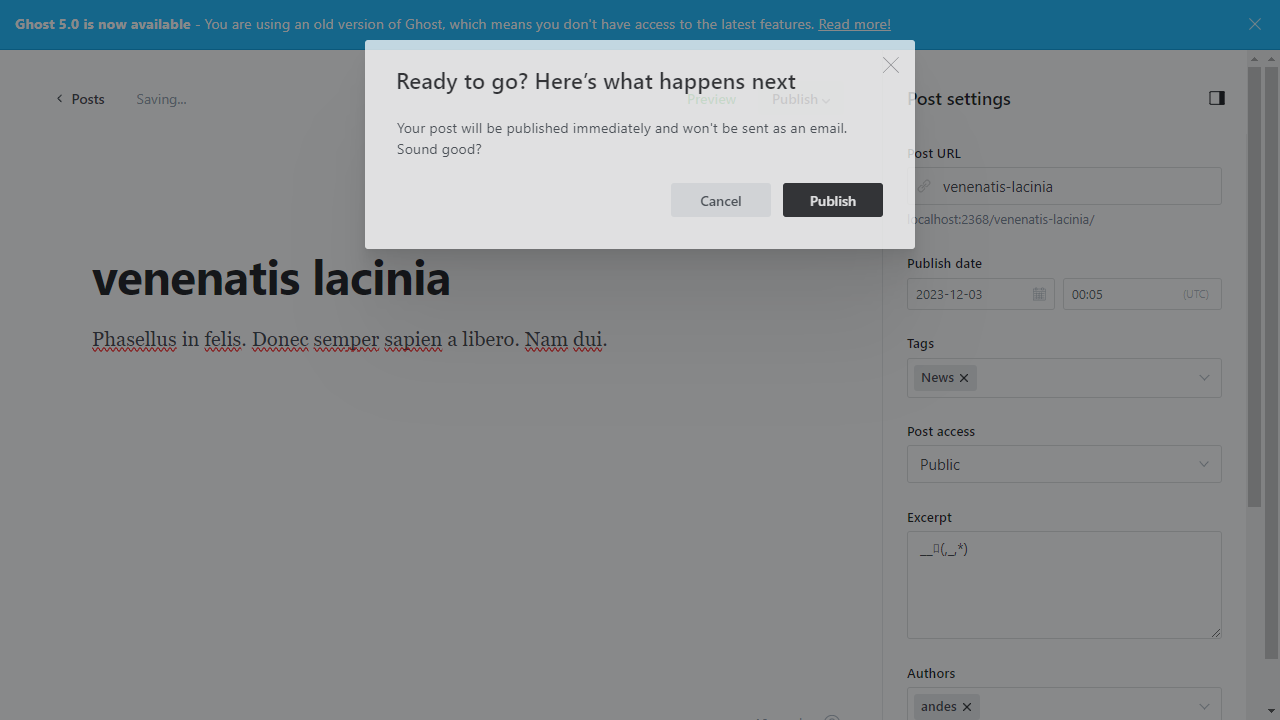 Ghost 5.0 is now available - You are using an old version of Ghost, which means you don't have access to the latest features. Read more!
Ready to go? Here's what happens next
Your post will be published immediately and won't be sent as an email.
Sound good?
Cancel
Publish
Posts
Saving...
Preview
Publish
venenatis lacinia
Phasellus in felis. Donec semper sapien a libero. Nam dui.
Post settings
Post URL
venenatis-lacinia
localhost:2368/venenatis-lacinia/
Publish date
2023-12-03
00:05
(UTC)
Tags
News
Post access
Public
Excerpt
Authors
andes